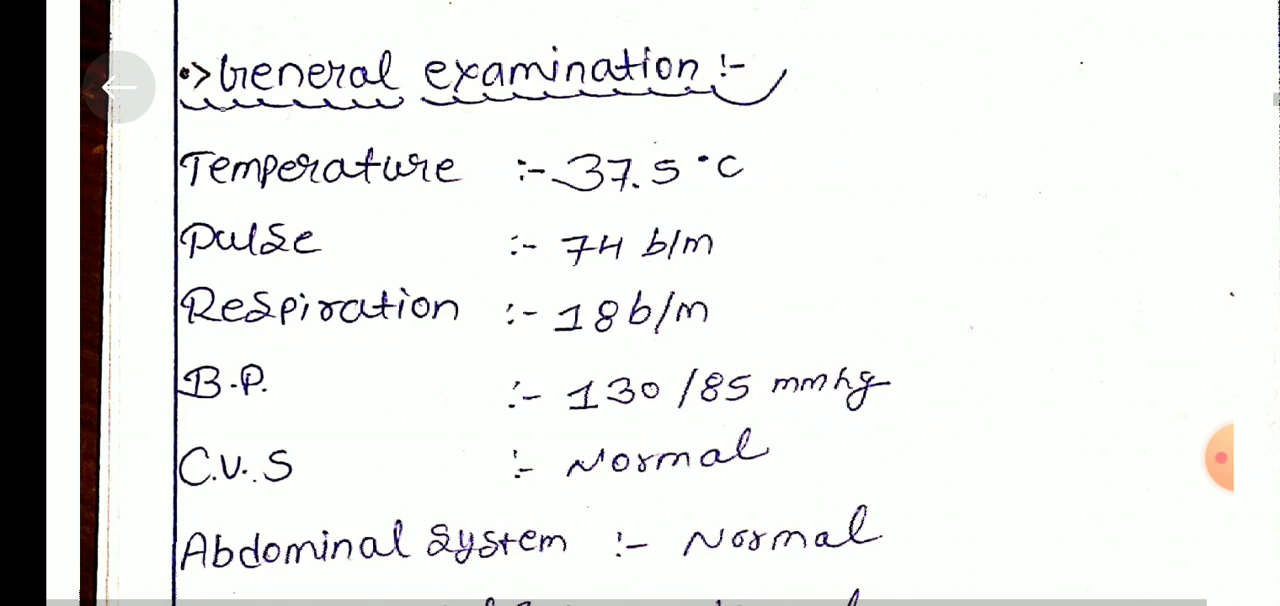 •> General examination :-
Temperature :- 37.5 °C
Pulse :- 74 b/m
Respiration :- 18 b/m
B.P. :- 130/85 mmhg
C.V.S :- Normal
Abdominal System :- Normal